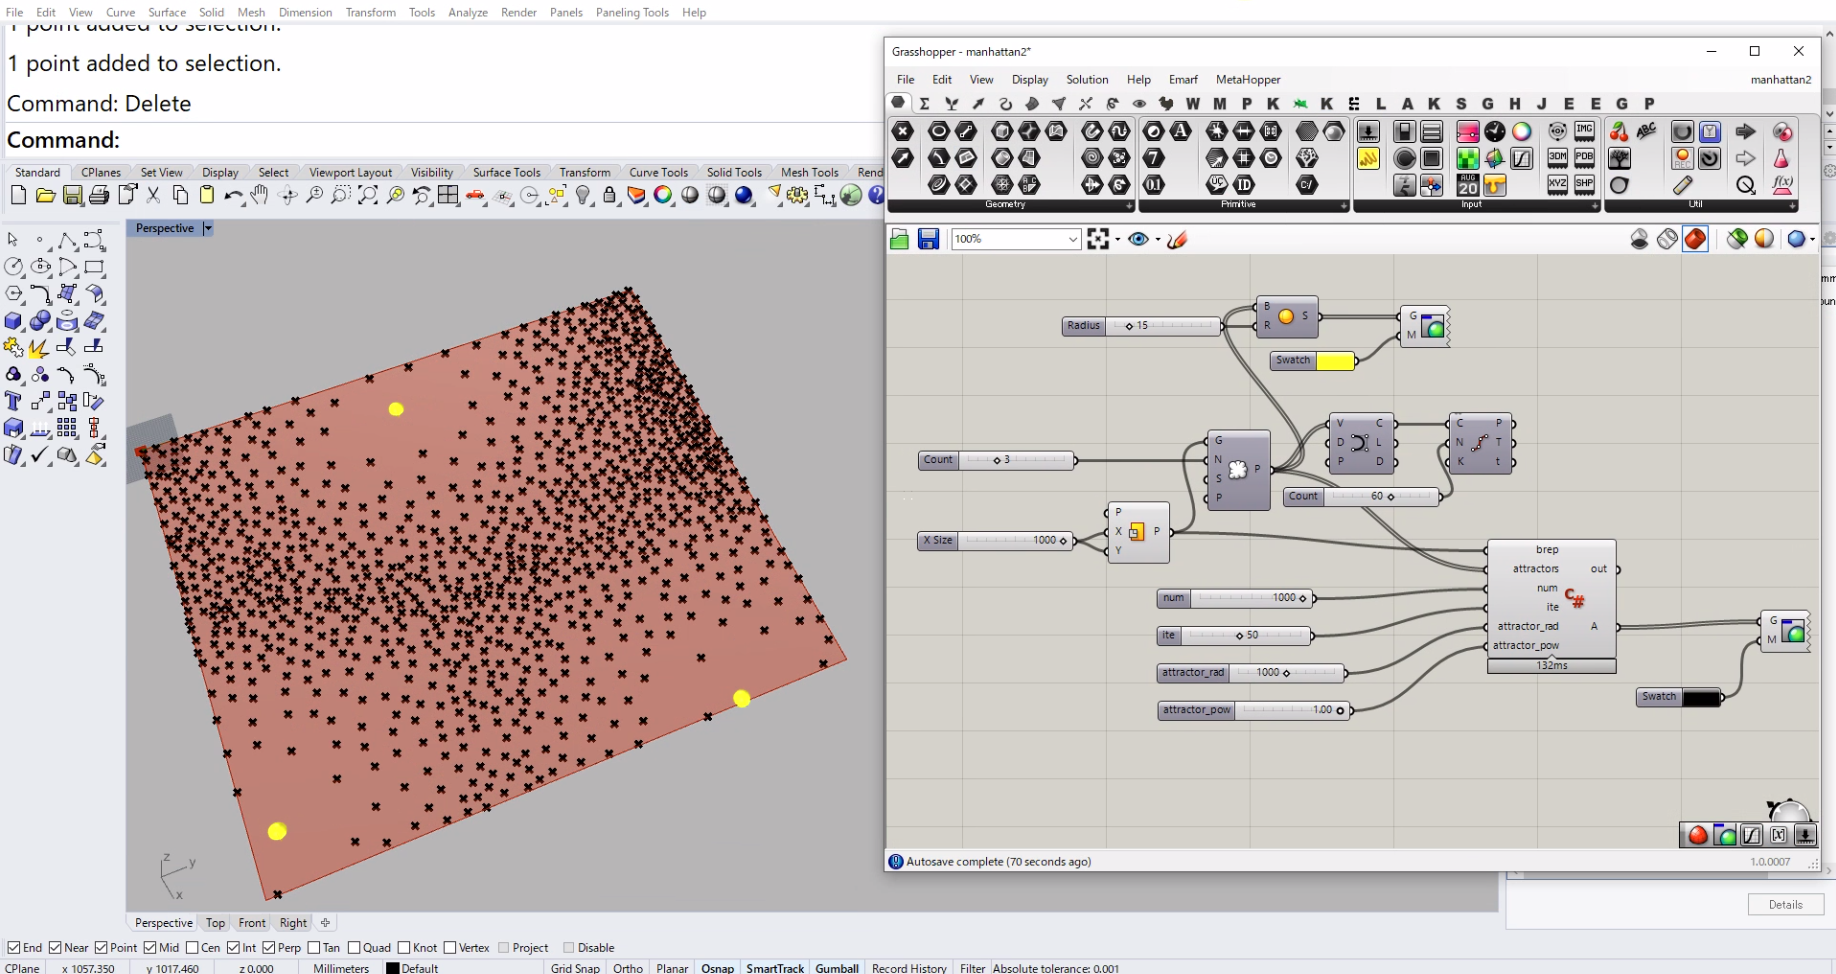 File Edit View Curve Surface Solid Mesh Dimension Transform Tools Analyze Render Panels Paneling Tools Help
1 point added to selection.
1 point added to selection.
Command: Delete
Command:
Standard CPlanes Set View Display Select Viewport Layout Visibility Transform Curve Tools Surface Tools Solid Tools Mesh Tools Rend
Perspective
z
y
x
Perspective Top Front Right
End Near Point Mid Cen Int Perp Tan Quad Knot Vertex Project Disable
CPlane x 1057.350 y 1017.460 z 0.000 Millimeters Default Grid Snap Ortho Planar Osnap SmartTrack Gumball Record History Filter Absolute tolerance: 0.001
Grasshopper - manhattan2*
File Edit View Display Solution Help Emarf MetaHopper manhattan2
W M P K K L A K S G H J E E G P
Geometry Primitive Input Util
100%
Radius 15
B
R
S
G
M
Swatch
Count 3
G
N
S
P
P
V
D
P
C
L
D
C
N
K
P
T
t
Count 60
X Size 1000
P
X
Y
P
brep
attractors
num
ite
attractor_rad
attractor_pow
out
A
C#
132ms
num 1000
ite 50
attractor_rad 1000
attractor_pow 1.00
G
M
Swatch
Autosave complete (70 seconds ago)
1.0.0007
Details